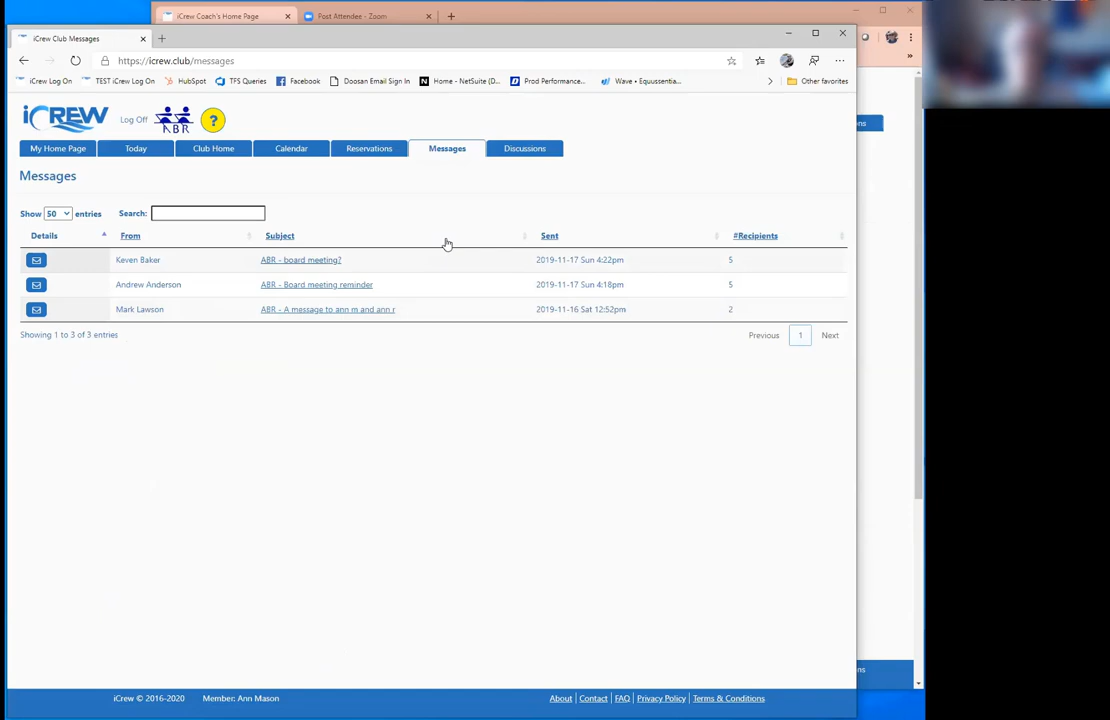 iCrew Coach's Home Page
Post Attendee - Zoom
iCrew Club Messages
https://icrew.club/messages
iCrew Log On
TEST iCrew Log On
HubSpot
TFS Queries
Facebook
Doosan Email Sign In
Home - NetSuite (D...
Prod Performance...
Wave • Equussentia...
Other favorites
iCREW
Log Off
ABR
?
My Home Page
Today
Club Home
Calendar
Reservations
Messages
Discussions
Messages
Show 50 entries
Search:
Details From Subject Sent #Recipients
Keven Baker ABR - board meeting? 2019-11-17 Sun 4:22pm 5
Andrew Anderson ABR - Board meeting reminder 2019-11-17 Sun 4:18pm 5
Mark Lawson ABR - A message to ann m and ann r 2019-11-16 Sat 12:52pm 2
Showing 1 to 3 of 3 entries
Previous 1 Next
iCrew © 2016-2020 Member: Ann Mason
About | Contact | FAQ | Privacy Policy | Terms & Conditions